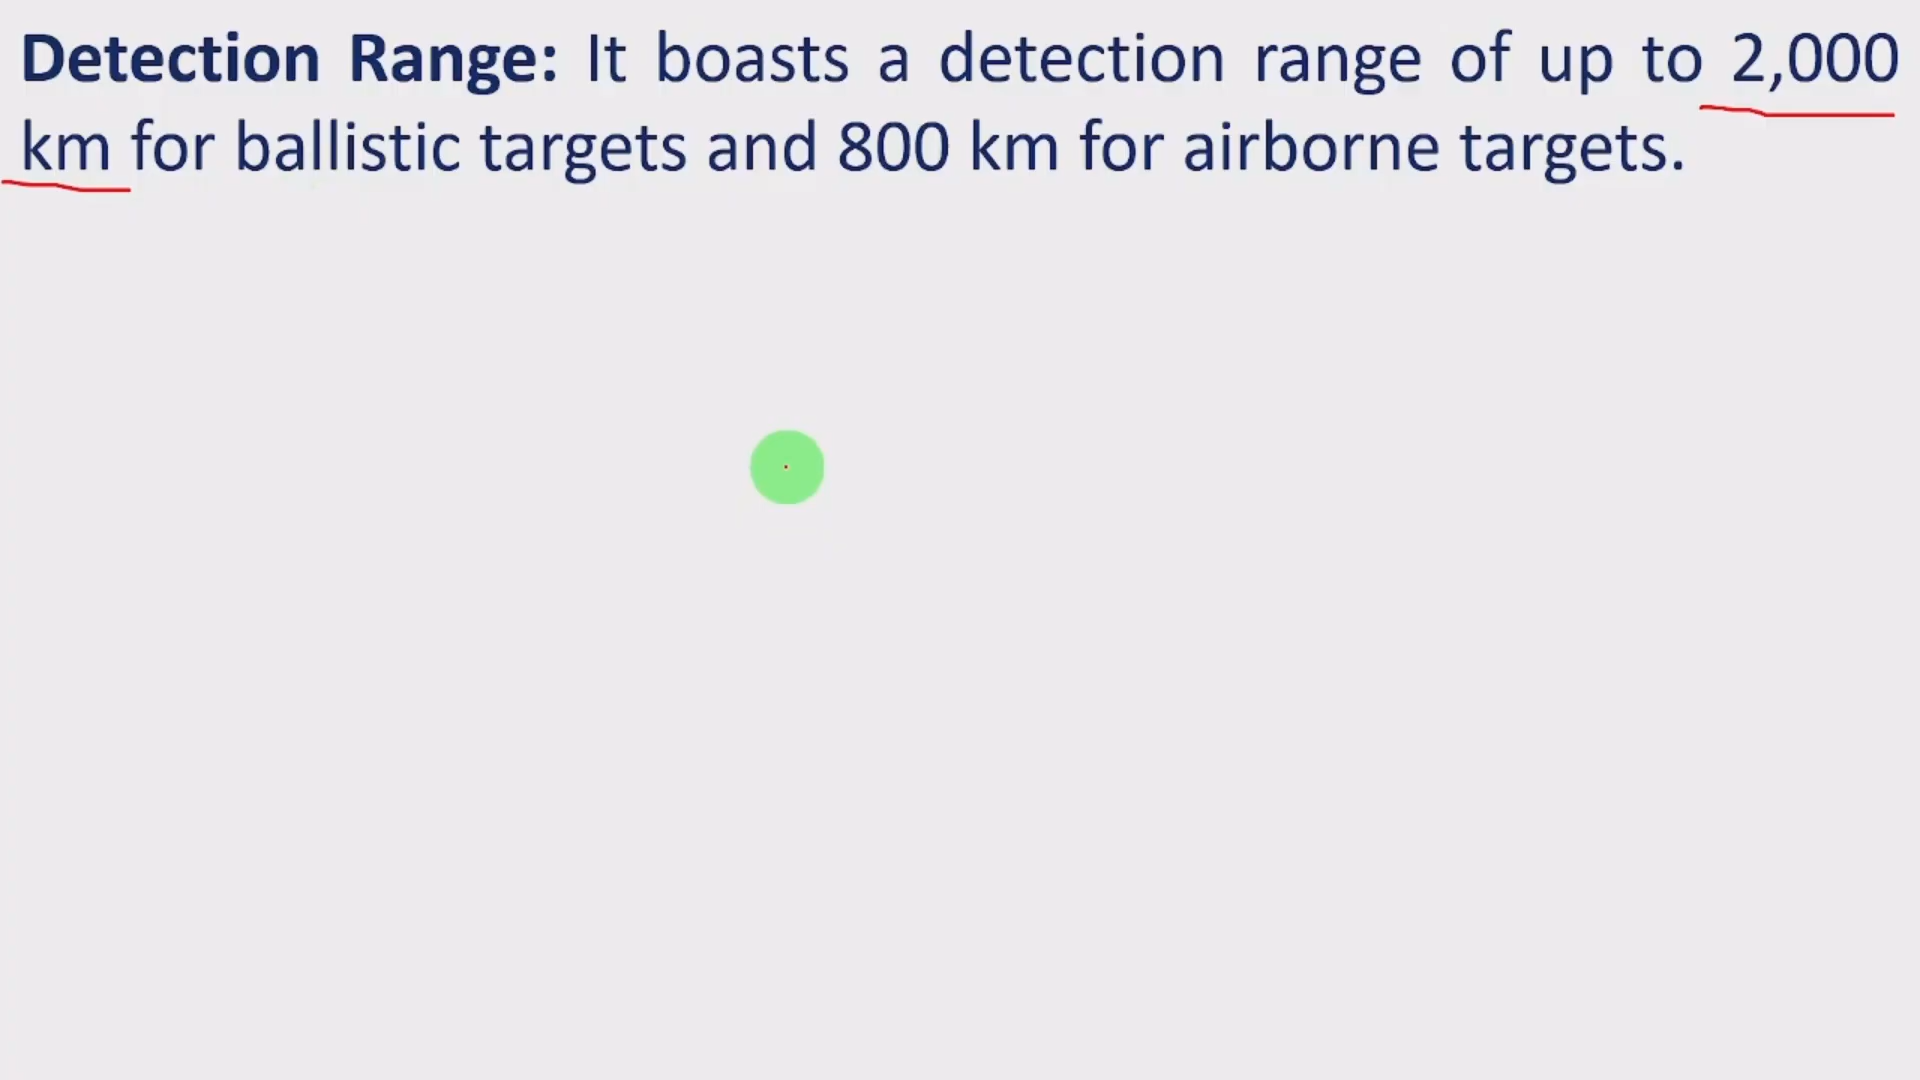 Detection Range: It boasts a detection range of up to 2,000
km for ballistic targets and 800 km for airborne targets.